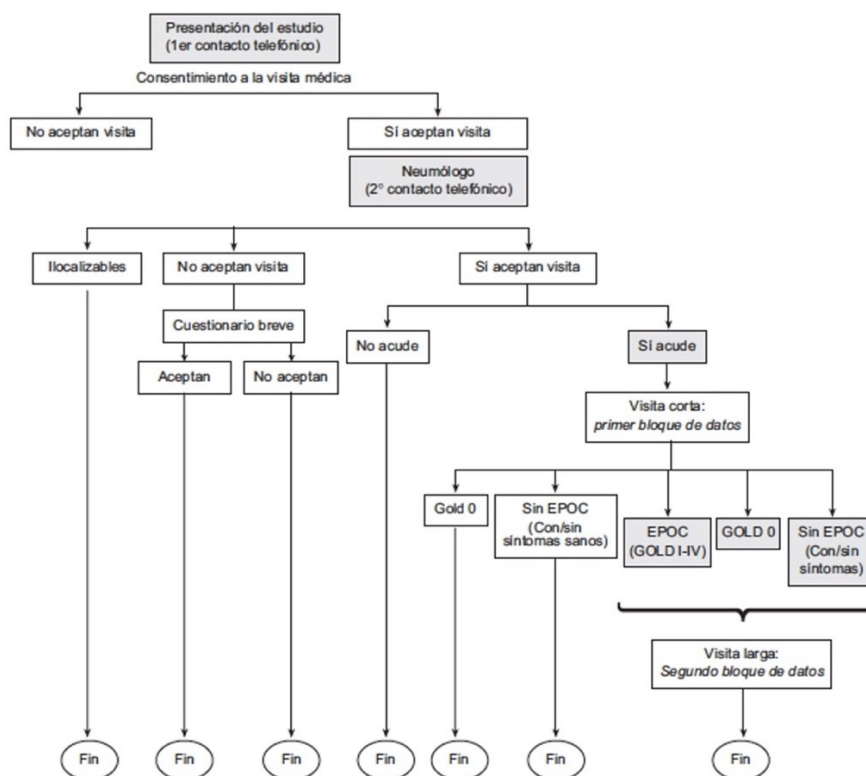 Presentación del estudio
(1er contacto telefónico)
Consentimiento a la visita médica
No aceptan visita
Sí aceptan visita
Neumólogo
(2º contacto telefónico)
Ilocalizables
No aceptan visita
Sí aceptan visita
Cuestionario breve
No acude
Sí acude
Aceptan
No aceptan
Visita corta:
primer bloque de datos
Gold 0
Sin EPOC
(Con/sin
síntomas sanos)
EPOC
(GOLD I-IV)
GOLD 0
Sin EPOC
(Con/sin
síntomas)
Visita larga:
Segundo bloque de datos
Fin
Fin
Fin
Fin
Fin
Fin
Fin